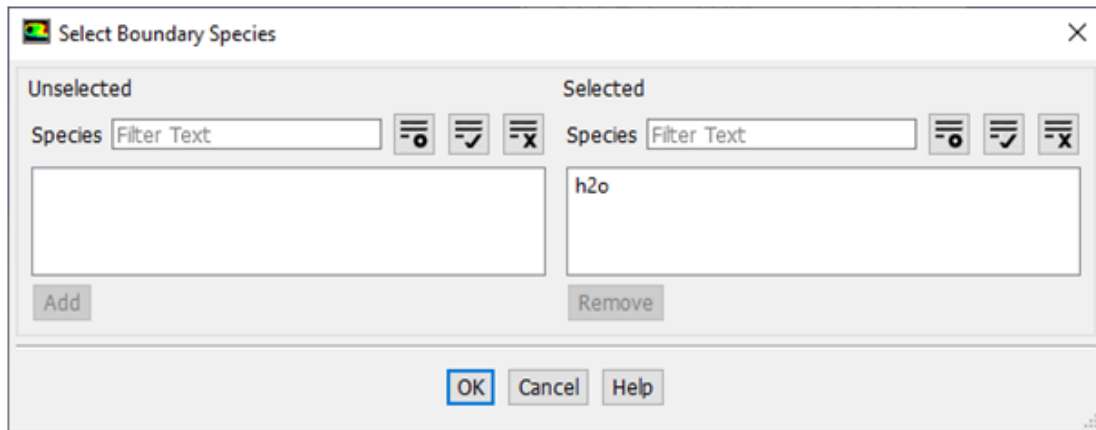 Select Boundary Species
Unselected
Selected
Species Filter Text
Species Filter Text
h2o
Add
Remove
OK Cancel Help